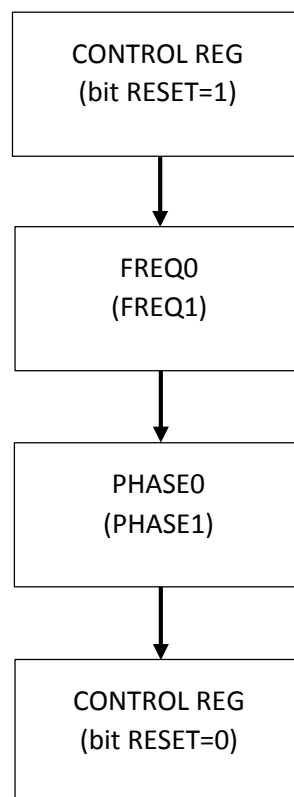 CONTROL REG
(bit RESET=1)
FREQ0
(FREQ1)
PHASE0
(PHASE1)
CONTROL REG
(bit RESET=0)